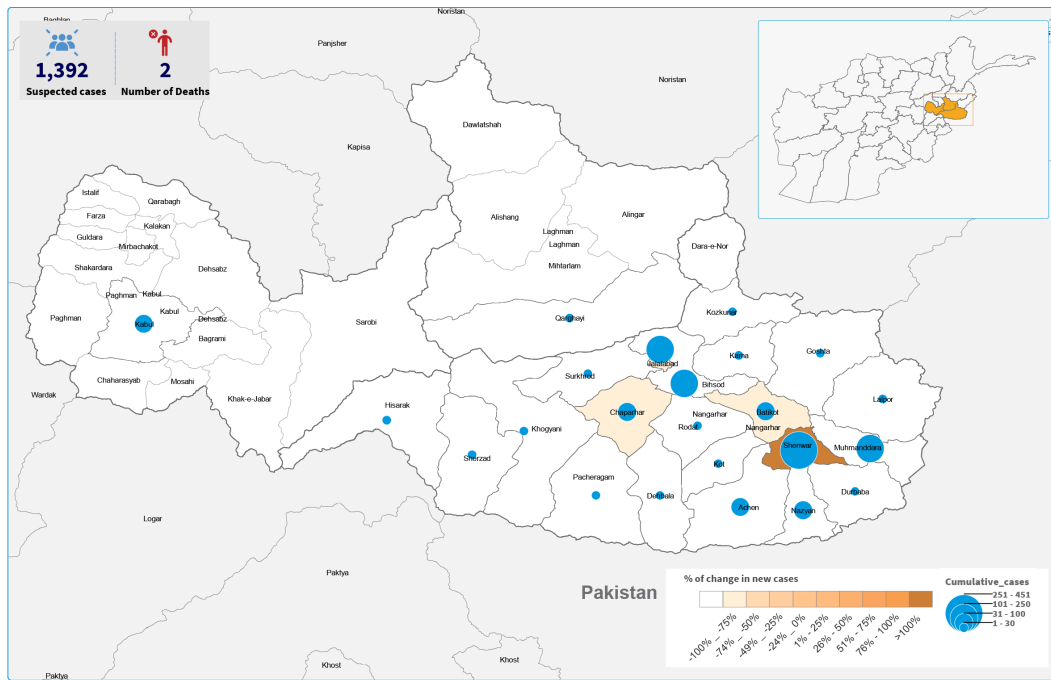 Baghlan
Noristan
Panjsher
Noristan
1,392
2
Suspected cases
Number of Deaths
Dawlatshah
Kapisa
Istalif
Qarabagh
Farza
Kalakan
Guldara
Mirbachakot
Shakardara
Dehsabz
Alishang
Alingar
Laghman
Laghman
Mihtarlam
Dara-e-Nor
Paghman
Kabul
Kabul
Paghman
Kabul
Dehsabz
Bagrami
Sarobi
Qarghayi
Kozkunar
Chaharasyab
Mosahi
Khak-e-Jabar
Wardak
Jalalabad
Kama
Goshta
Surkhrod
Bihsod
Lalpor
Hisarak
Chaparhar
Nangarhar
Batikot
Khogyani
Rodat
Nangarhar
Shonwar
Muhmanddara
Sherzad
Kot
Pacheragam
Dehbala
Durbaba
Achen
Nazyan
Logar
Paktya
Pakistan
Khost
Khost
Paktya
% of change in new cases
-100% _ -75%
-74% _ -50%
-49% _ -25%
-24% _ 0%
1% - 25%
26% - 50%
51% - 75%
76% - 100%
>100%
Cumulative_cases
251 - 451
101 - 250
31 - 100
1 - 30